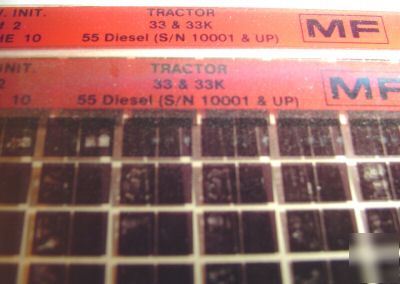 V. INIT. TRACTOR
2 33 & 33K MF
HE 10 55 Diesel (S/N 10001 & UP)
INIT. TRACTOR
2 33 & 33K MF
10 55 Diesel (S/N 10001 & UP)